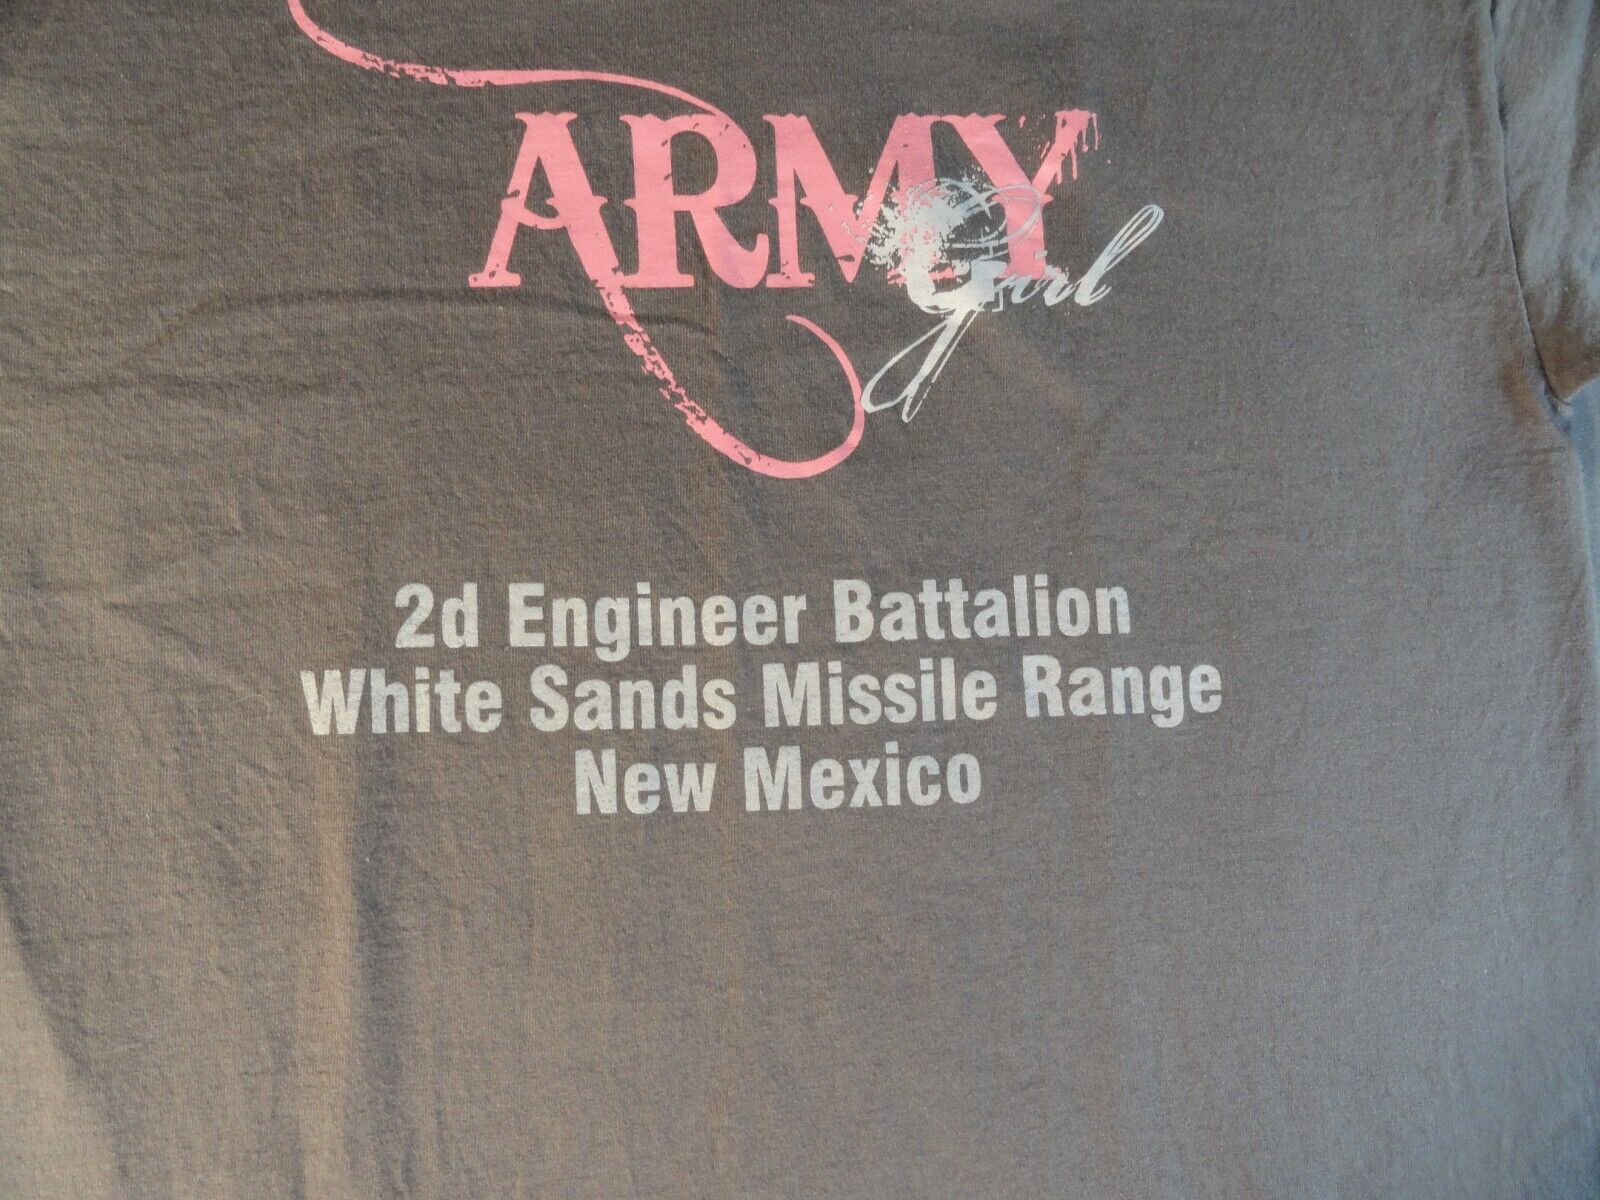 ARMY
Girl
2d Engineer Battalion
White Sands Missile Range
New Mexico